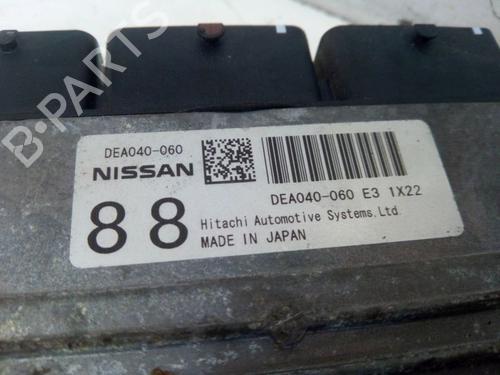 DEA040-060
NISSAN
88
DEA040-060 E3 1X22
Hitachi Automotive Systems,Ltd.
MADE IN JAPAN
B-PARTS